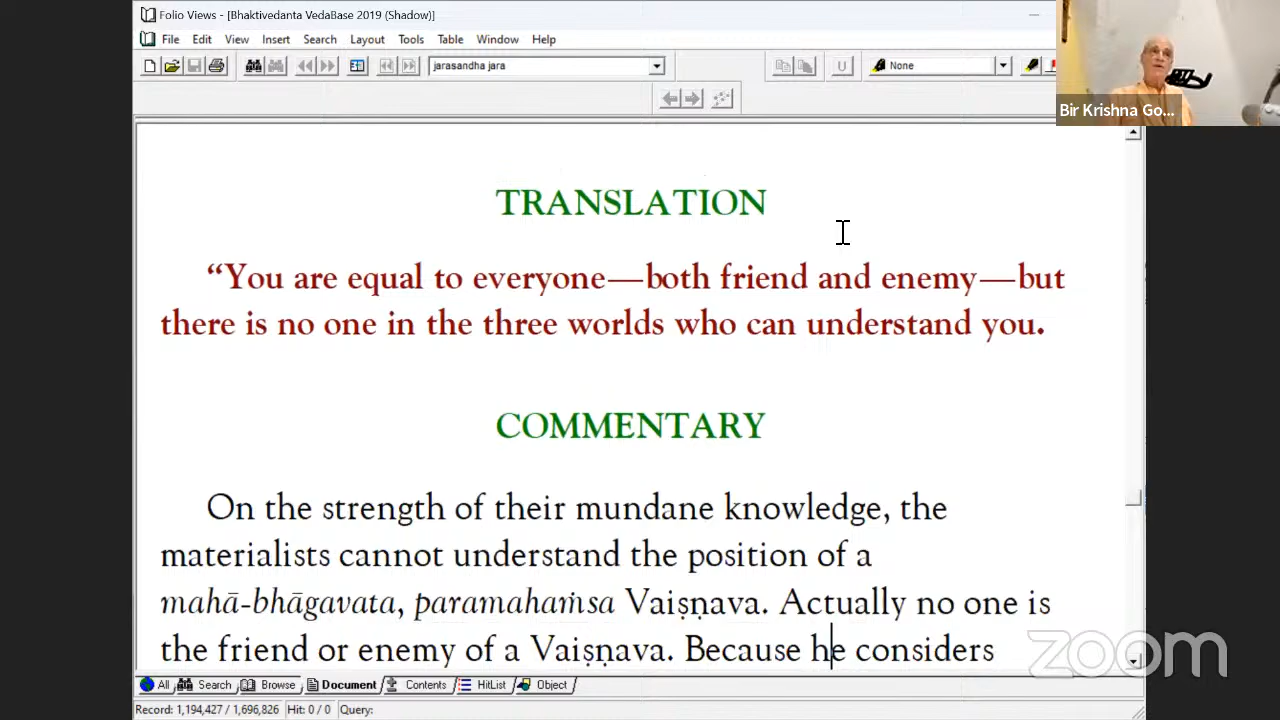 Folio Views - [Bhaktivedanta VedaBase 2019 (Shadow)]
File Edit View Insert Search Layout Tools Table Window Help
jarasandha jara
U
None
Bir Krishna Go...
TRANSLATION
“You are equal to everyone—both friend and enemy—but
there is no one in the three worlds who can understand you.
COMMENTARY
On the strength of their mundane knowledge, the
materialists cannot understand the position of a
mahā-bhāgavata, paramahaṁsa Vaiṣṇava. Actually no one is
the friend or enemy of a Vaiṣṇava. Because he considers
zoom
All Search Browse Document Contents HitList Object
Record: 1,194,427 / 1,696,826 Hit: 0 / 0 Query: